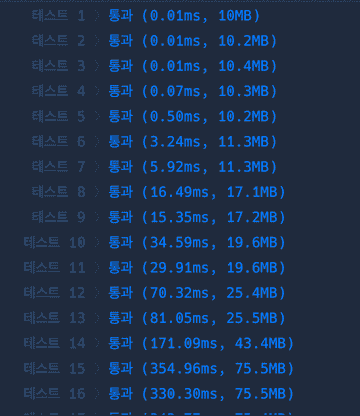 테스트 1 〉 통과 (0.01ms, 10MB)
테스트 2 〉 통과 (0.01ms, 10.2MB)
테스트 3 〉 통과 (0.01ms, 10.4MB)
테스트 4 〉 통과 (0.07ms, 10.3MB)
테스트 5 〉 통과 (0.50ms, 10.2MB)
테스트 6 〉 통과 (3.24ms, 11.3MB)
테스트 7 〉 통과 (5.92ms, 11.3MB)
테스트 8 〉 통과 (16.49ms, 17.1MB)
테스트 9 〉 통과 (15.35ms, 17.2MB)
테스트 10 〉 통과 (34.59ms, 19.6MB)
테스트 11 〉 통과 (29.91ms, 19.6MB)
테스트 12 〉 통과 (70.32ms, 25.4MB)
테스트 13 〉 통과 (81.05ms, 25.5MB)
테스트 14 〉 통과 (171.09ms, 43.4MB)
테스트 15 〉 통과 (354.96ms, 75.5MB)
테스트 16 〉 통과 (330.30ms, 75.5MB)